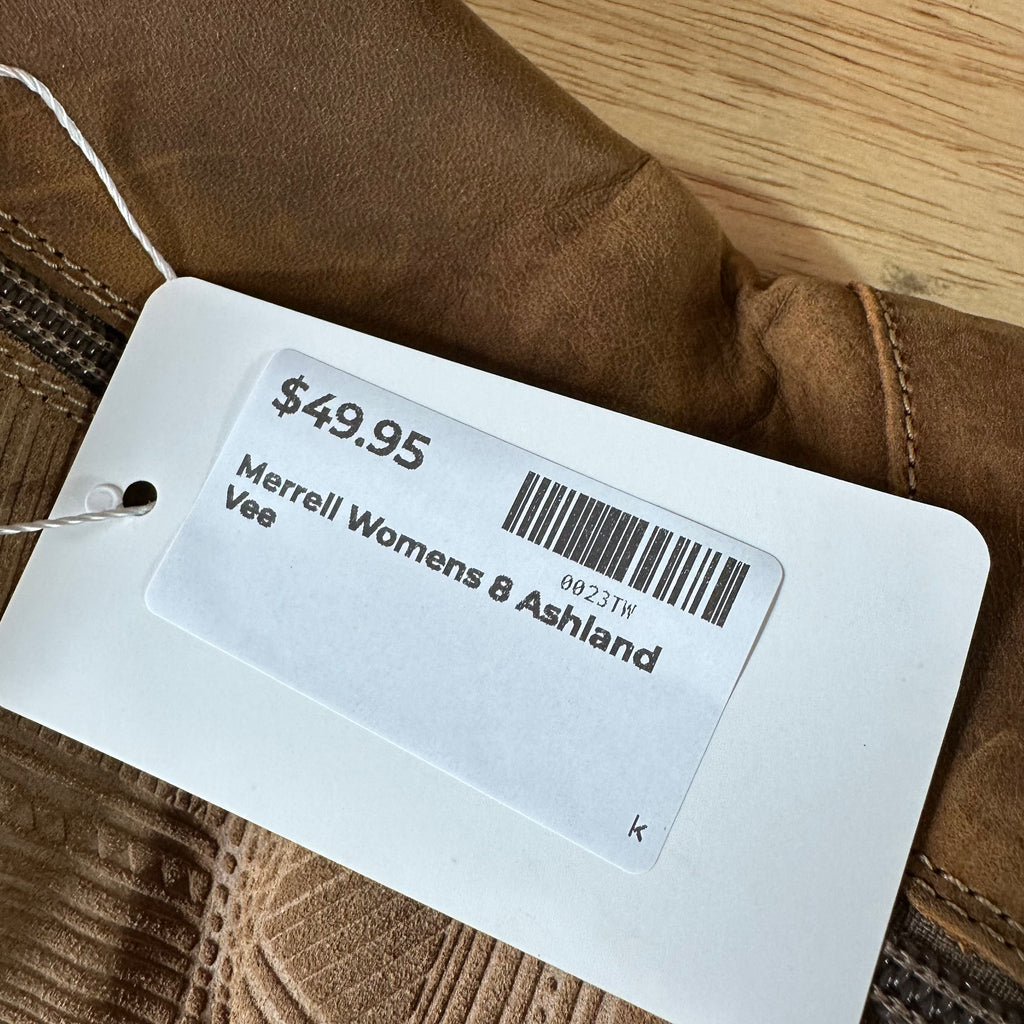 $49.95
Merrell Womens 8 Ashland
Vee
0023TW
k